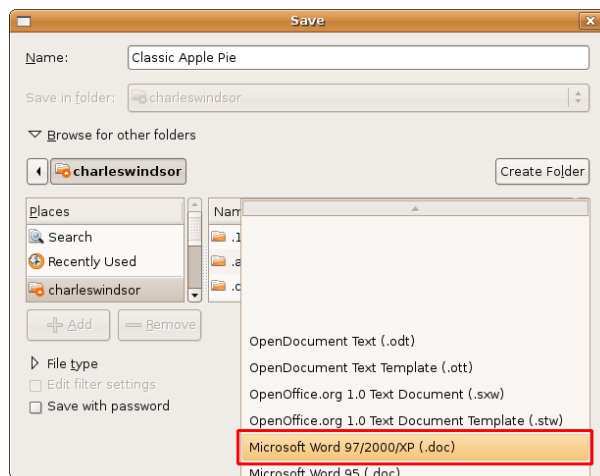 Save
Name: Classic Apple Pie
Save in folder: charleswindsor
Browse for other folders
charleswindsor Create Folder
Places Nam
Search .1
Recently Used .a
charleswindsor
Add Remove
OpenDocument Text (.odt)
File type OpenDocument Text Template (.ott)
Edit filter settings OpenOffice.org 1.0 Text Document (.sxw)
Save with password OpenOffice.org 1.0 Text Document Template (.stw)
Microsoft Word 97/2000/XP (.doc)
Microsoft Word 95 (.doc)